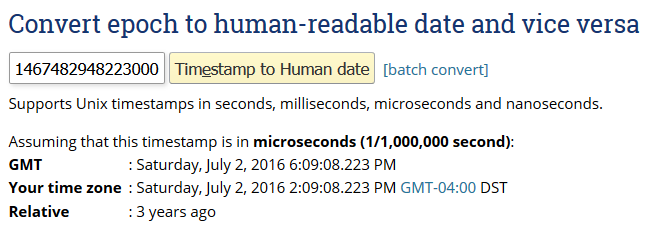 Convert epoch to human-readable date and vice versa
1467482948223000 Timestamp to Human date [batch convert]
Supports Unix timestamps in seconds, milliseconds, microseconds and nanoseconds.
Assuming that this timestamp is in microseconds (1/1,000,000 second):
GMT : Saturday, July 2, 2016 6:09:08.223 PM
Your time zone : Saturday, July 2, 2016 2:09:08.223 PM GMT-04:00 DST
Relative : 3 years ago